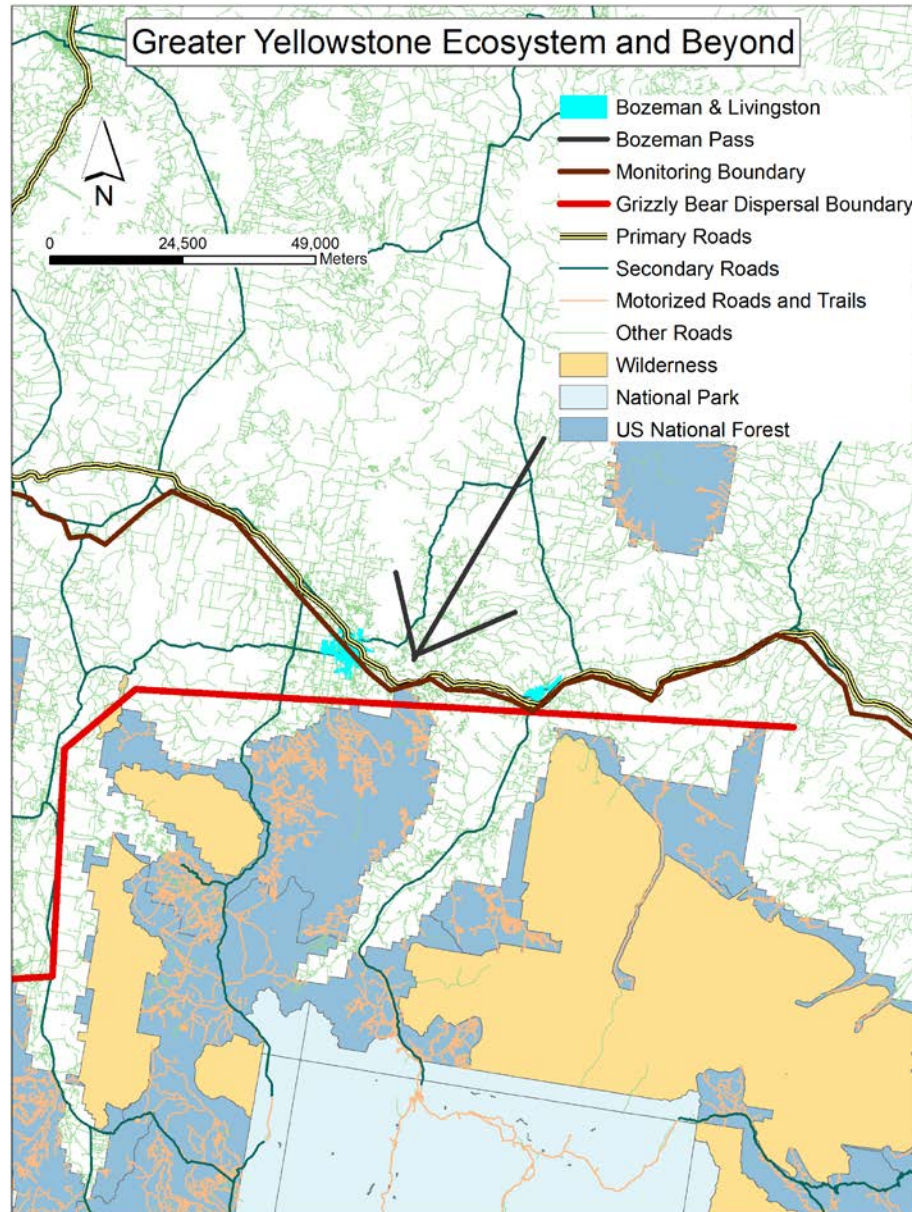 Greater Yellowstone Ecosystem and Beyond
Bozeman & Livingston
Bozeman Pass
Monitoring Boundary
Grizzly Bear Dispersal Boundary
Primary Roads
Secondary Roads
Motorized Roads and Trails
Other Roads
Wilderness
National Park
US National Forest
N
0 24,500 49,000
Meters